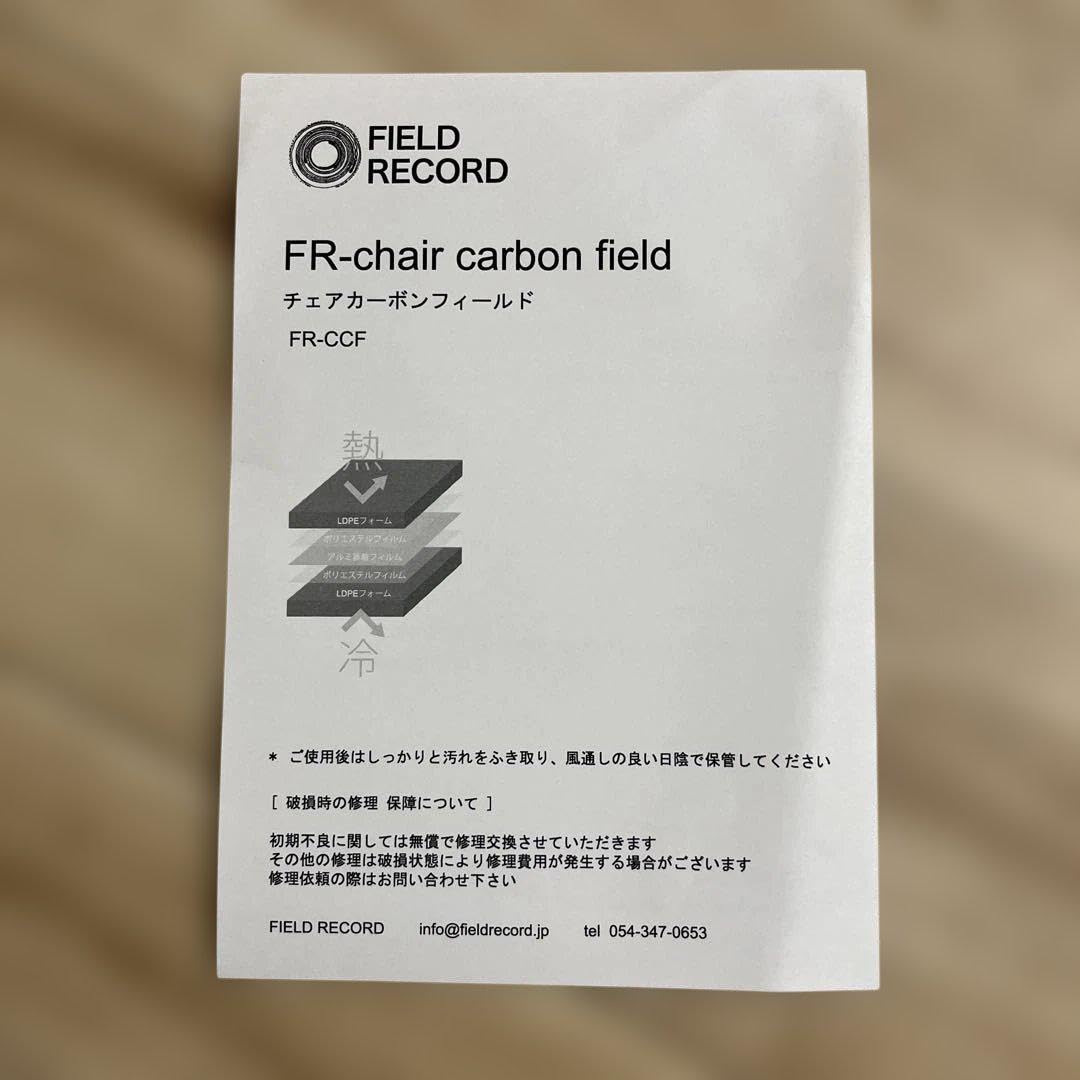 FIELD
RECORD
FR-chair carbon field
チェアカーボンフィールド
FR-CCF
熱
LDPEフォーム
ポリエステルフィルム
アルミ蒸着フィルム
ポリエステルフィルム
LDPEフォーム
冷
* ご使用後はしっかりと汚れをふき取り、風通しの良い日陰で保管してください
[ 破損時の修理 保障について ]
初期不良に関しては無償で修理交換させていただきます
その他の修理は破損状態により修理費用が発生する場合がございます
修理依頼の際はお問い合わせ下さい
FIELD RECORD info@fieldrecord.jp tel 054-347-0653